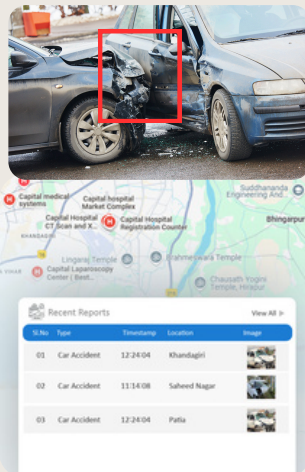 Capital medical
systems
Capital hospital
Market Complex
Suddhananda
Engineering And...
Capital Hospital
CT Scan and X...
Capital Hospital
Registration Counter
Bhingarpur
KHANDAGIRI
Lingaraj Temple
Brahmeswara Temple
Capital Laparoscopy
Center | Best...
Chausath Yogini
Temple, Hirapur
Recent Reports
View All
Sl.No Type Timestamp Location Image
01 Car Accident 12:24:04 Khandagiri
02 Car Accident 11:14:08 Saheed Nagar
03 Car Accident 12:24:04 Patia